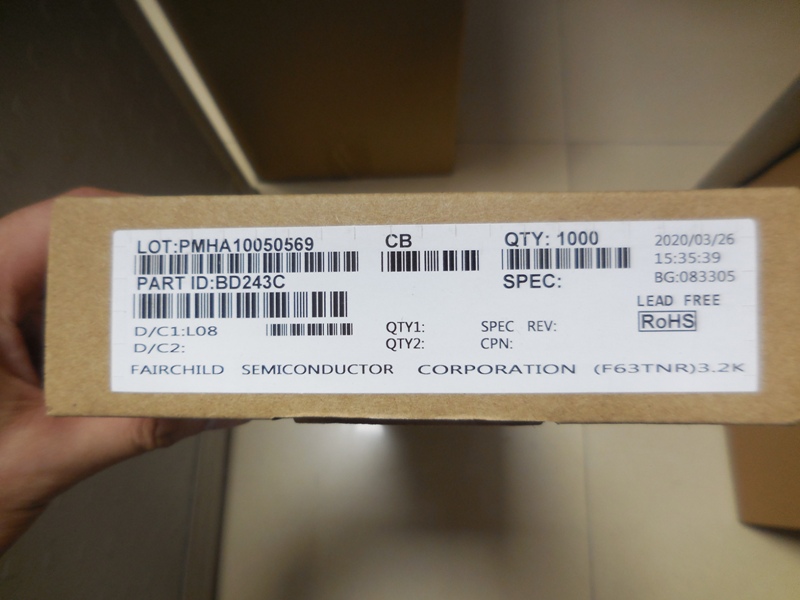 LOT:PMHA10050569 CB QTY: 1000 2020/03/26
15:35:39
PART ID:BD243C SPEC: BG:083305
LEAD FREE
D/C1:L08 QTY1: SPEC REV: RoHS
D/C2: QTY2: CPN:
FAIRCHILD SEMICONDUCTOR CORPORATION (F63TNR)3.2K